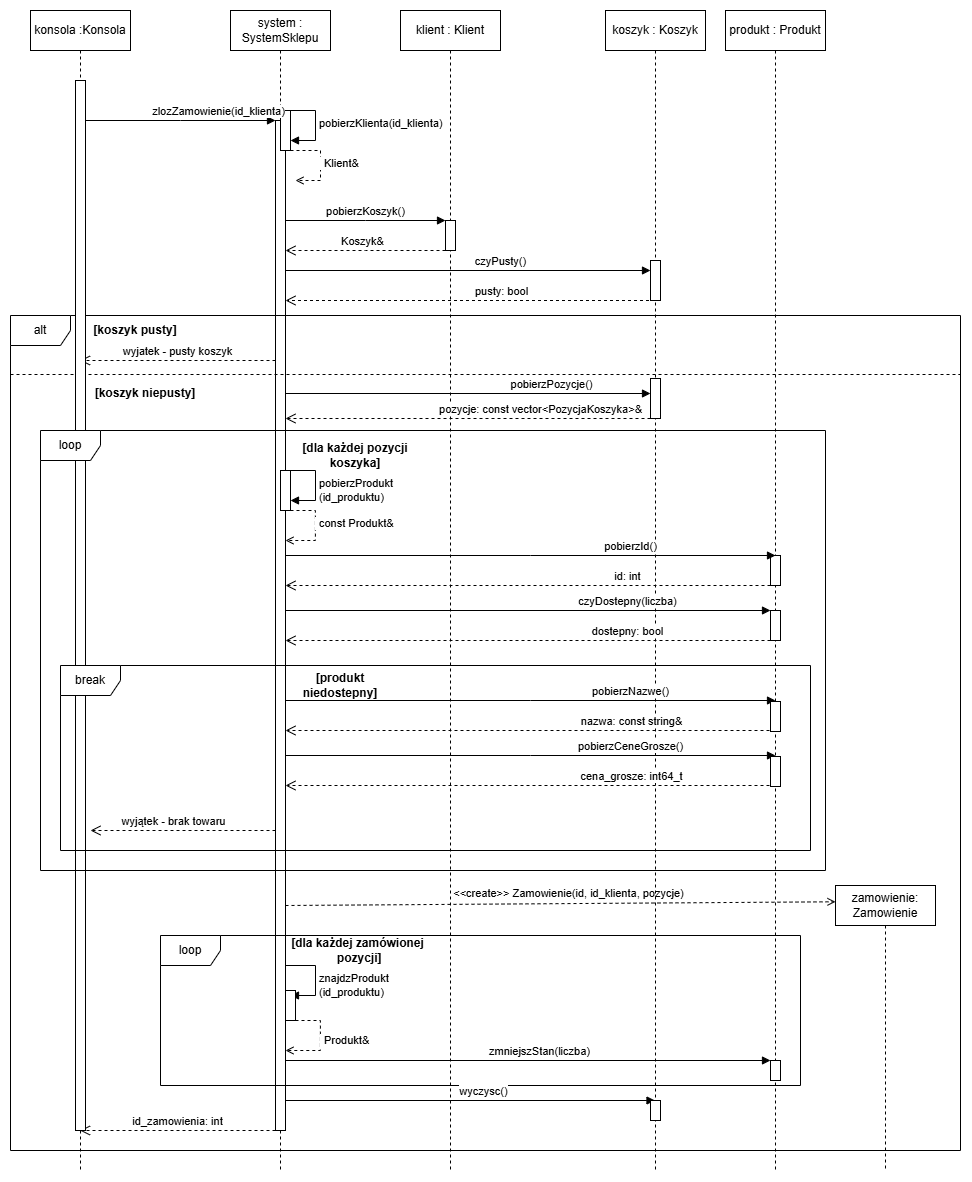 konsola :Konsola
system :
SystemSklepu
klient : Klient
koszyk : Koszyk
produkt : Produkt
zlozZamowienie(id_klienta)
pobierzKlienta(id_klienta)
Klient&
pobierzKoszyk()
Koszyk&
czyPusty()
pusty: bool
alt
[koszyk pusty]
wyjatek - pusty koszyk
[koszyk niepusty]
pobierzPozycje()
pozycje: const vector<PozycjaKoszyka>&
loop
[dla każdej pozycji
koszyka]
pobierzProdukt
(id_produktu)
const Produkt&
pobierzId()
id: int
czyDostepny(liczba)
dostepny: bool
break
[produkt
niedostepny]
pobierzNazwe()
nazwa: const string&
pobierzCeneGrosze()
cena_grosze: int64_t
wyjątek - brak towaru
<<create>> Zamowienie(id, id_klienta, pozycje)
zamowienie:
Zamowienie
loop
[dla każdej zamówionej
pozycji]
znajdzProdukt
(id_produktu)
Produkt&
zmniejszStan(liczba)
wyczysc()
id_zamowienia: int